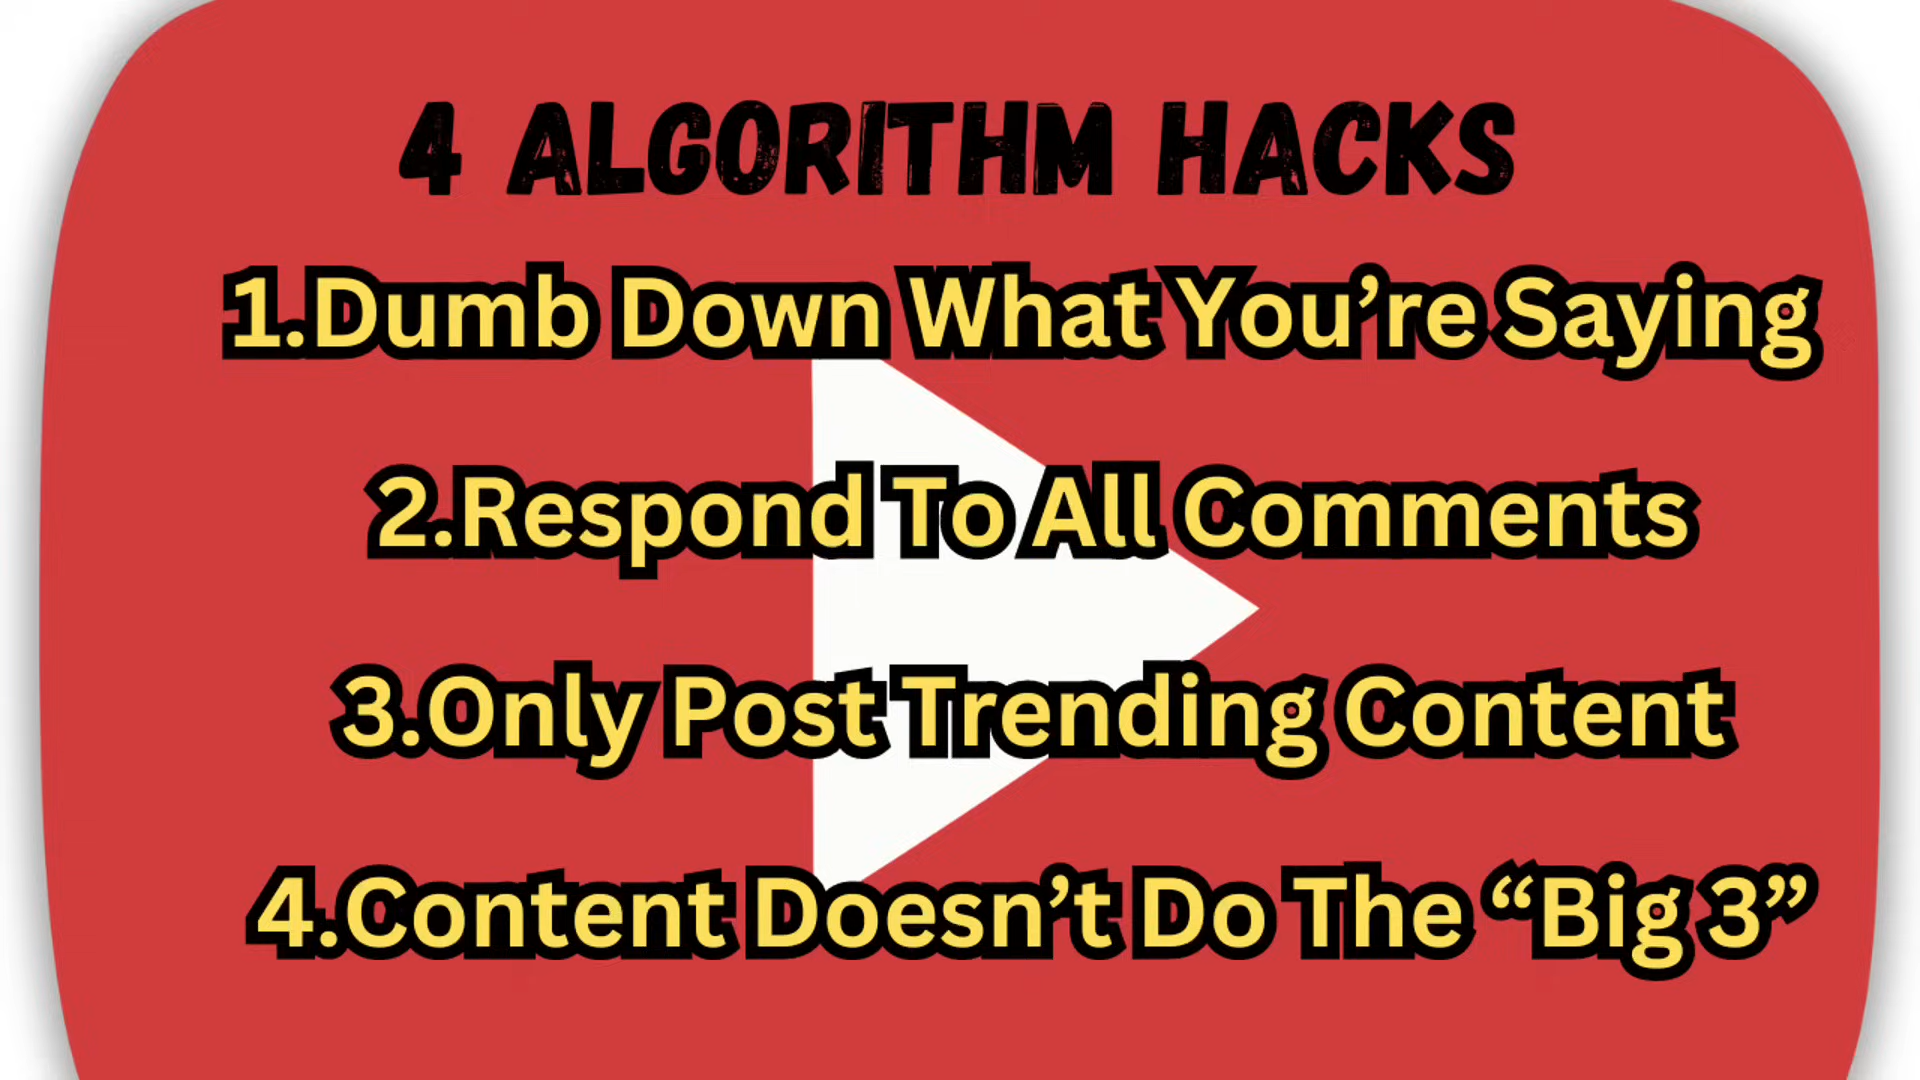 4 ALGORITHM HACKS
1.Dumb Down What You’re Saying
2.Respond To All Comments
3.Only Post Trending Content
4.Content Doesn’t Do The “Big 3”